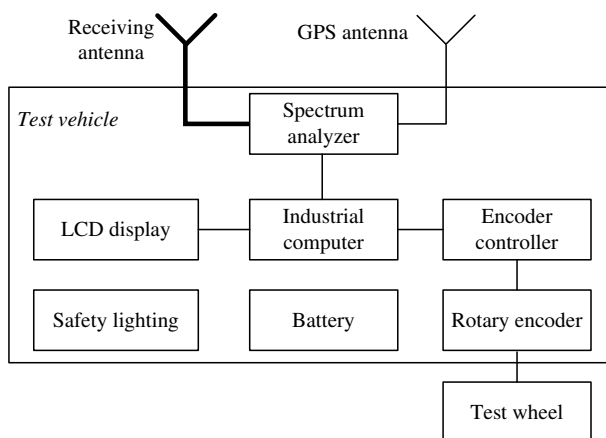 Receiving
antenna
GPS antenna
Test vehicle
Spectrum
analyzer
LCD display
Industrial
computer
Encoder
controller
Safety lighting
Battery
Rotary encoder
Test wheel